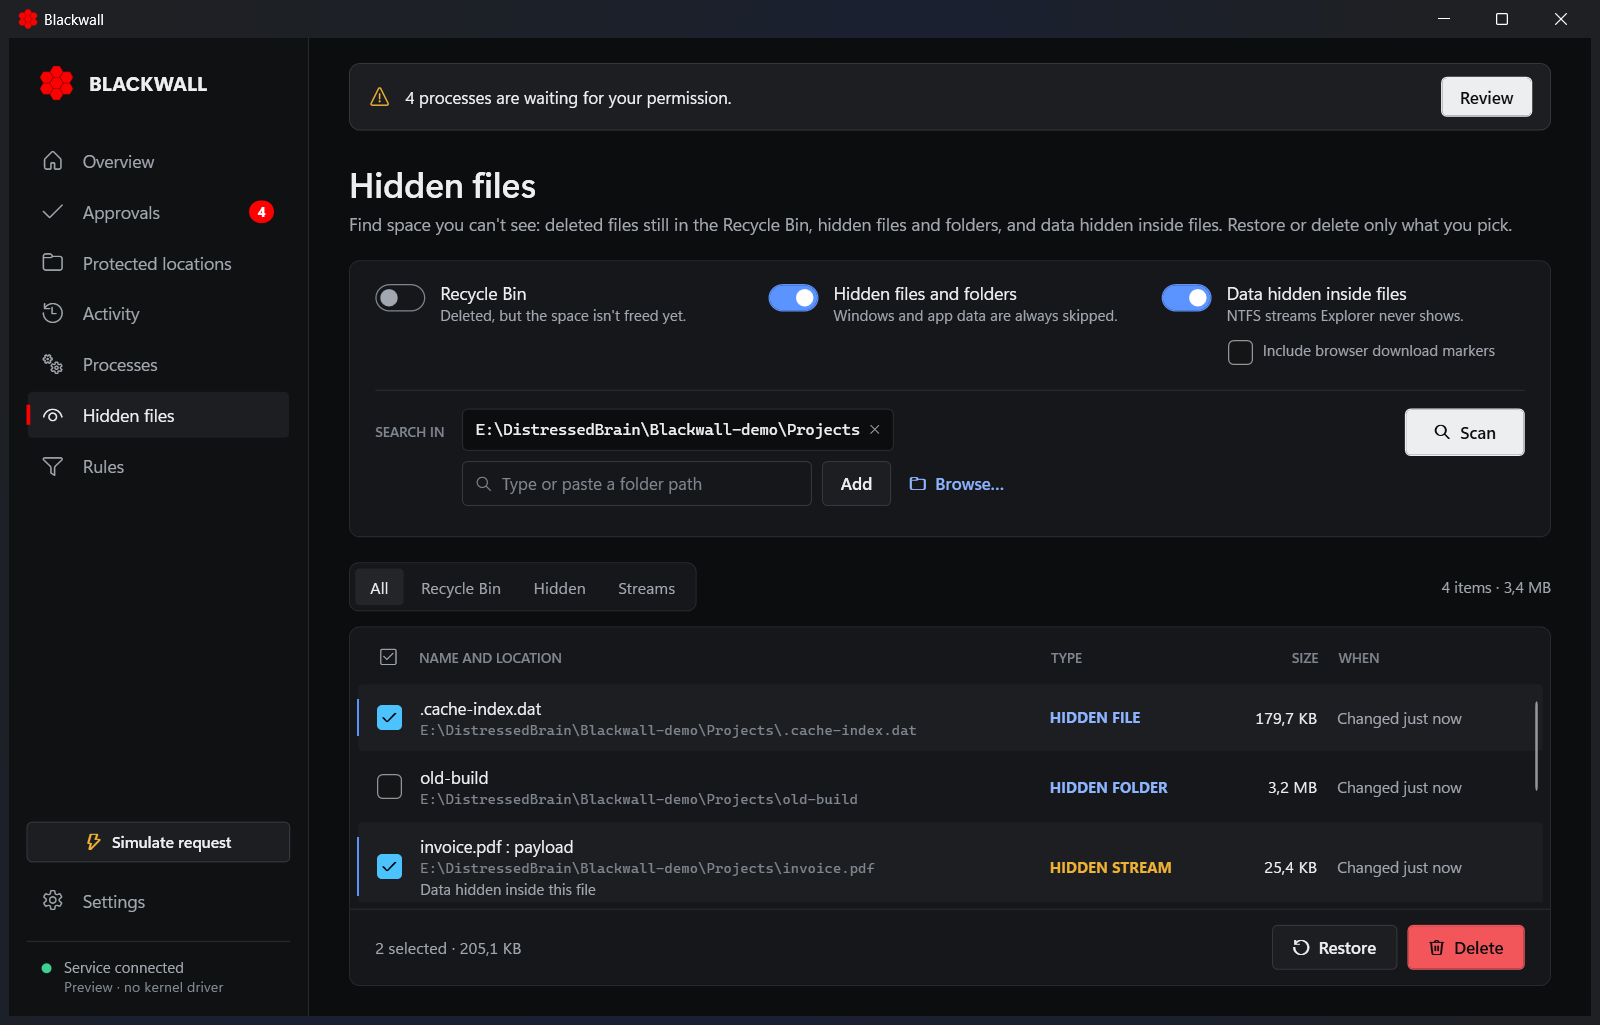 Blackwall
BLACKWALL
Overview
Approvals 4
Protected locations
Activity
Processes
Hidden files
Rules
Simulate request
Settings
Service connected
Preview · no kernel driver
4 processes are waiting for your permission.
Review
Hidden files
Find space you can't see: deleted files still in the Recycle Bin, hidden files and folders, and data hidden inside files. Restore or delete only what you pick.
Recycle Bin
Deleted, but the space isn't freed yet.
Hidden files and folders
Windows and app data are always skipped.
Data hidden inside files
NTFS streams Explorer never shows.
Include browser download markers
SEARCH IN
E:\DistressedBrain\Blackwall-demo\Projects
Scan
Type or paste a folder path
Add
Browse...
All Recycle Bin Hidden Streams
4 items · 3,4 MB
NAME AND LOCATION TYPE SIZE WHEN
.cache-index.dat
E:\DistressedBrain\Blackwall-demo\Projects\.cache-index.dat
HIDDEN FILE 179,7 KB Changed just now
old-build
E:\DistressedBrain\Blackwall-demo\Projects\old-build
HIDDEN FOLDER 3,2 MB Changed just now
invoice.pdf : payload
E:\DistressedBrain\Blackwall-demo\Projects\invoice.pdf
Data hidden inside this file
HIDDEN STREAM 25,4 KB Changed just now
2 selected · 205,1 KB
Restore
Delete